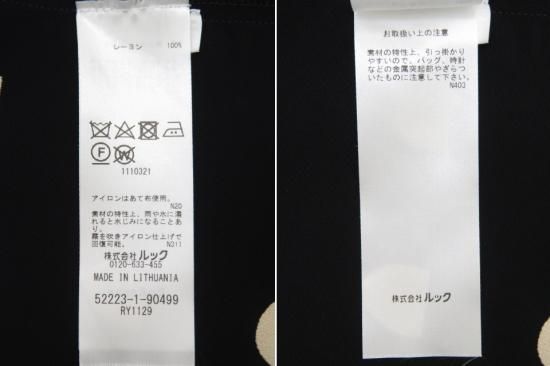 レーヨン 100%
F
W
1110321
アイロンはあて布使用。
N20
素材の特性上、雨や水に濡
れると水じみになることあ
り。
霧を吹きアイロン仕上げで
回復可能。 N211
株式会社ルック
0120-633-455
MADE IN LITHUANIA
52223-1-90499
RY1129
お取扱い上の注意
素材の特性上、引っ掛かり
やすいので、バッグ、時計
などの金属突起部やざらつ
いたものに注意して下さい。
N403
株式会社ルック